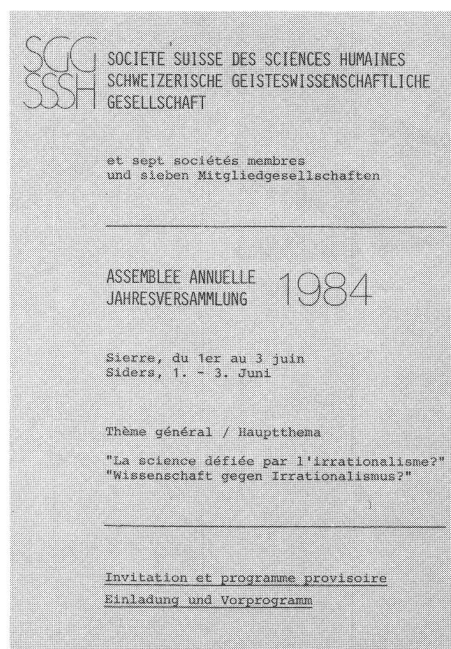 SGG
SSSH
SOCIETE SUISSE DES SCIENCES HUMAINES
SCHWEIZERISCHE GEISTESWISSENSCHAFTLICHE
GESELLSCHAFT
et sept sociétés membres
und sieben Mitgliedgesellschaften
ASSEMBLEE ANNUELLE
JAHRESVERSAMMLUNG
1984
Sierre, du 1er au 3 juin
Siders, 1. - 3. Juni
Thème général / Hauptthema
"La science défiée par l'irrationalisme?"
"Wissenschaft gegen Irrationalismus?"
Invitation et programme provisoire
Einladung und Vorprogramm